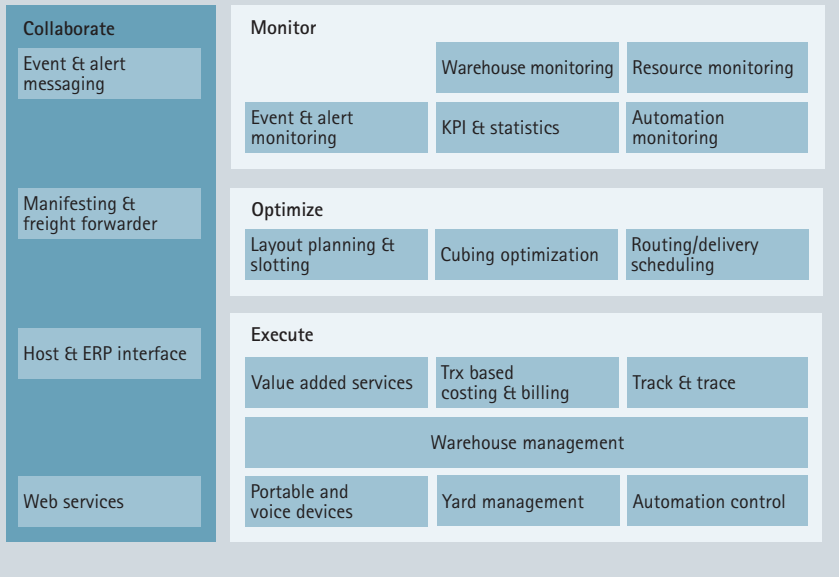 Collaborate
Event & alert
messaging
Manifesting &
freight forwarder
Host & ERP interface
Web services
Monitor
Warehouse monitoring
Resource monitoring
Event & alert
monitoring
KPI & statistics
Automation
monitoring
Optimize
Layout planning &
slotting
Cubing optimization
Routing/delivery
scheduling
Execute
Value added services
Trx based
costing & billing
Track & trace
Warehouse management
Portable and
voice devices
Yard management
Automation control